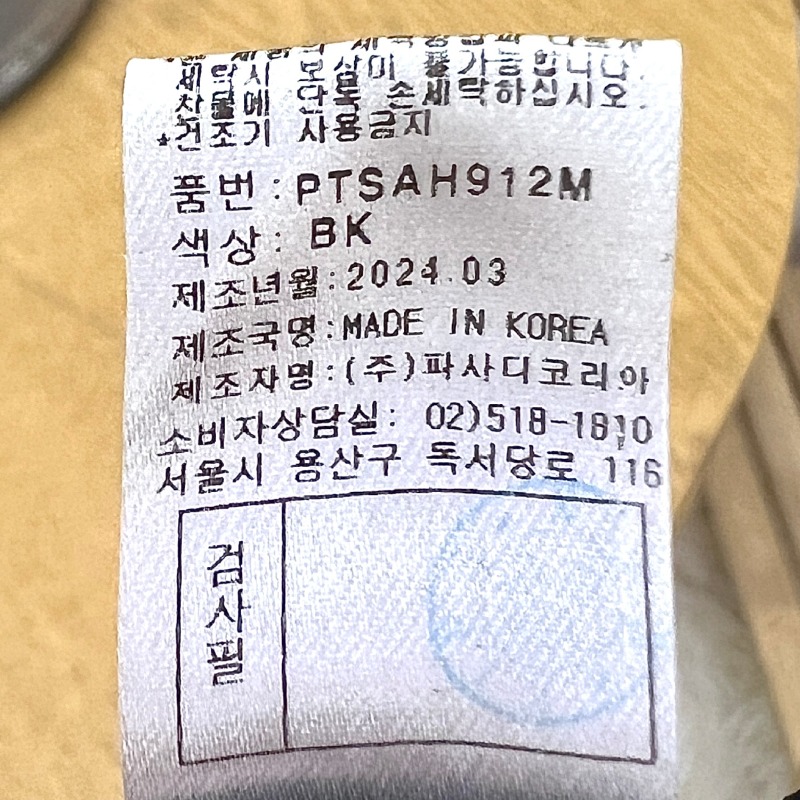 세탁시 보상이 불가능합니다.
찬물에 단독 손세탁하십시오.
*건조기 사용금지
품번:PTSAH912M
색상: BK
제조년월:2024.03
제조국명:MADE IN KOREA
제조자명:(주)파사디코리아
소비자상담실: 02)518-1810
서울시 용산구 독서당로 116
검사필